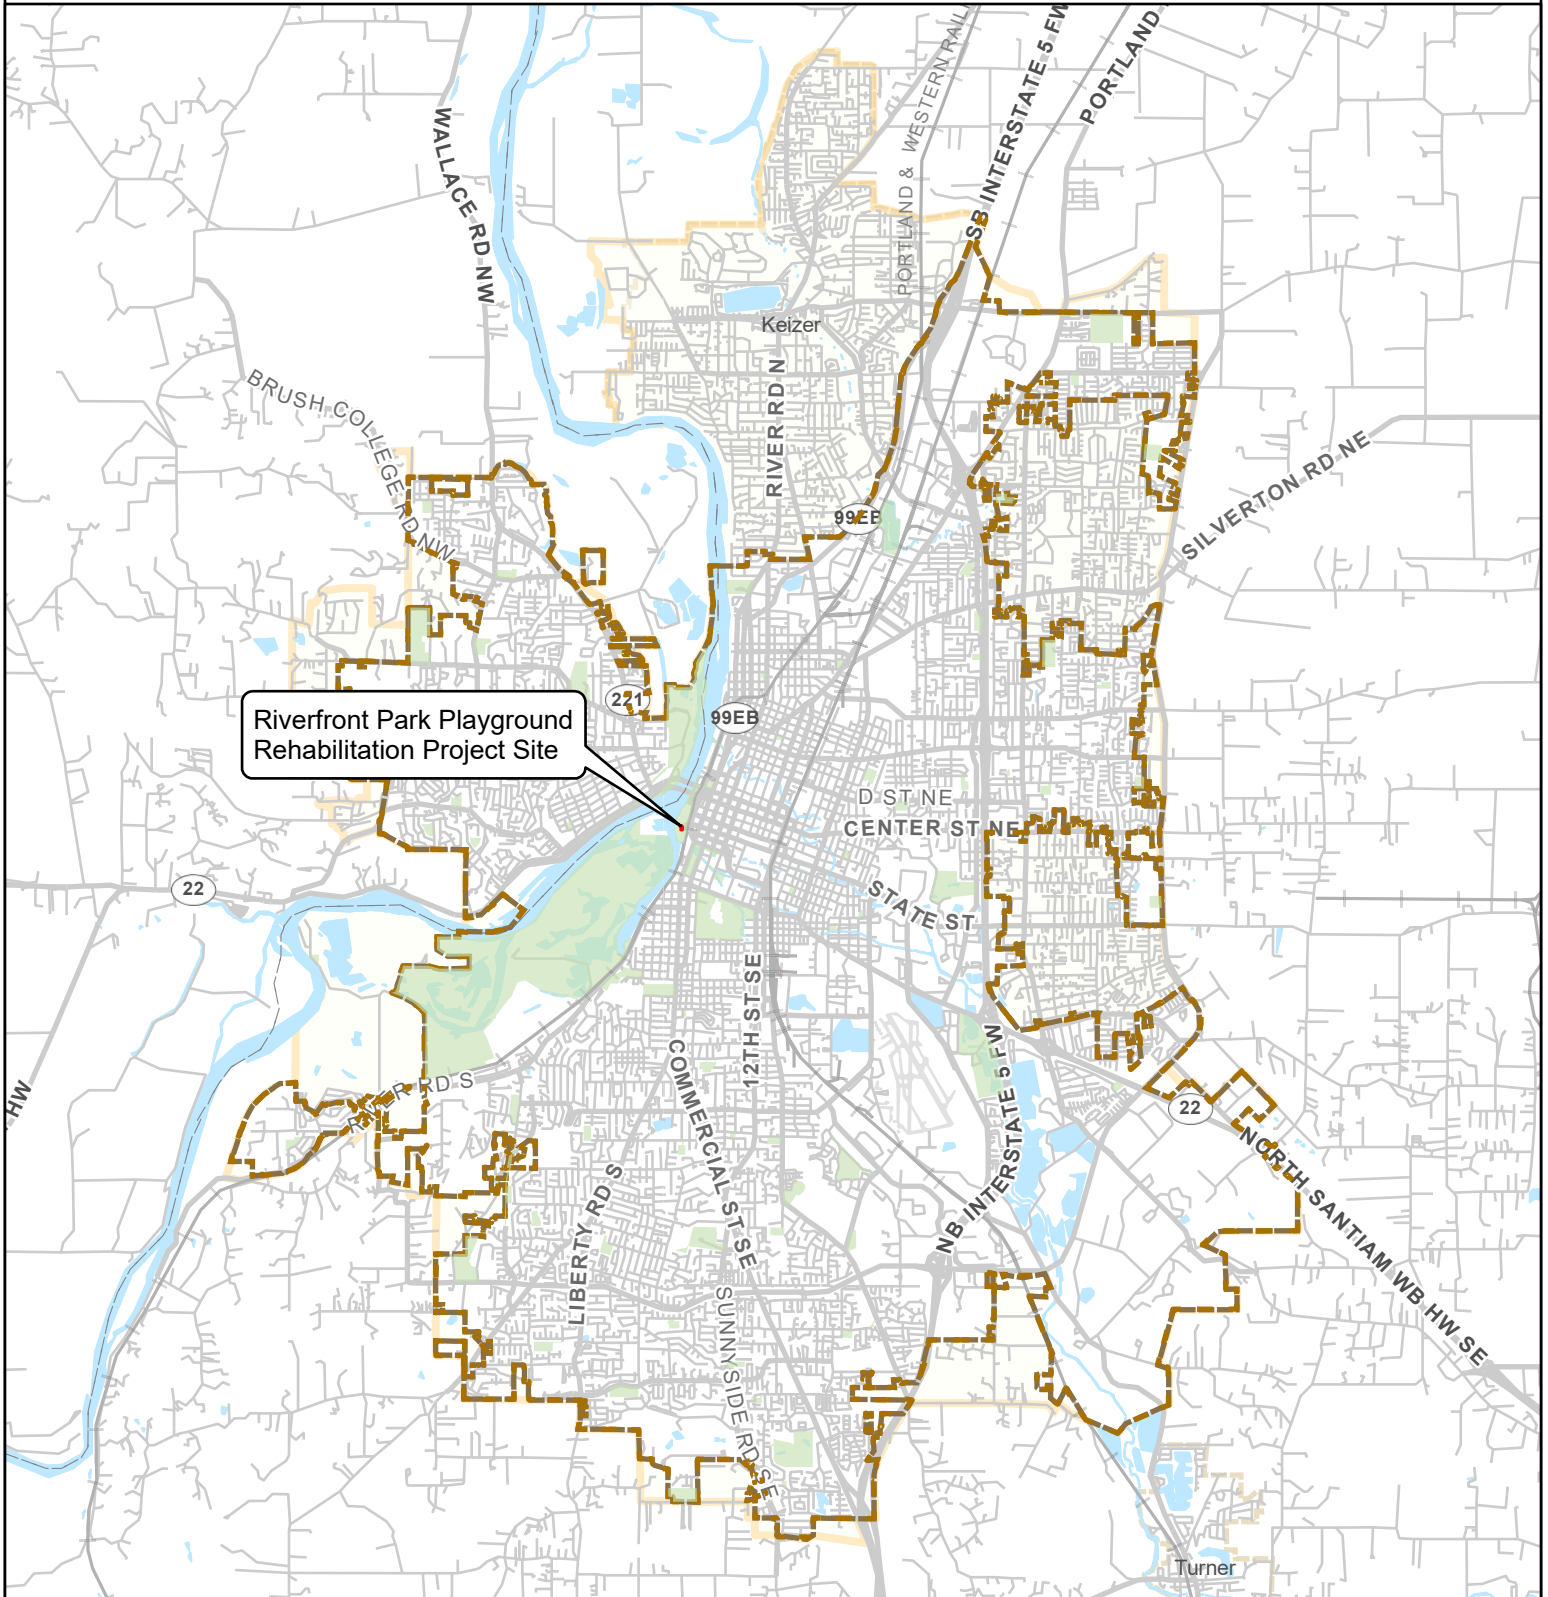 PORTLAND & WESTERN RAIL
SB INTERSTATE 5 FW
PORTLAND
WALLACE RD NW
Keizer
RIVER RD N
BRUSH COLLEGE RD NW
SILVERTON RD NE
99EB
221
99EB
Riverfront Park Playground
Rehabilitation Project Site
D ST NE
CENTER ST NE
22
STATE ST
12TH ST SE
HW
RIVER RD S
COMMERCIAL ST SE
NB INTERSTATE 5 FW
22
NORTH SANTIAM WB HW SE
LIBERTY RD S
SUNNYSIDE RD SE
Turner